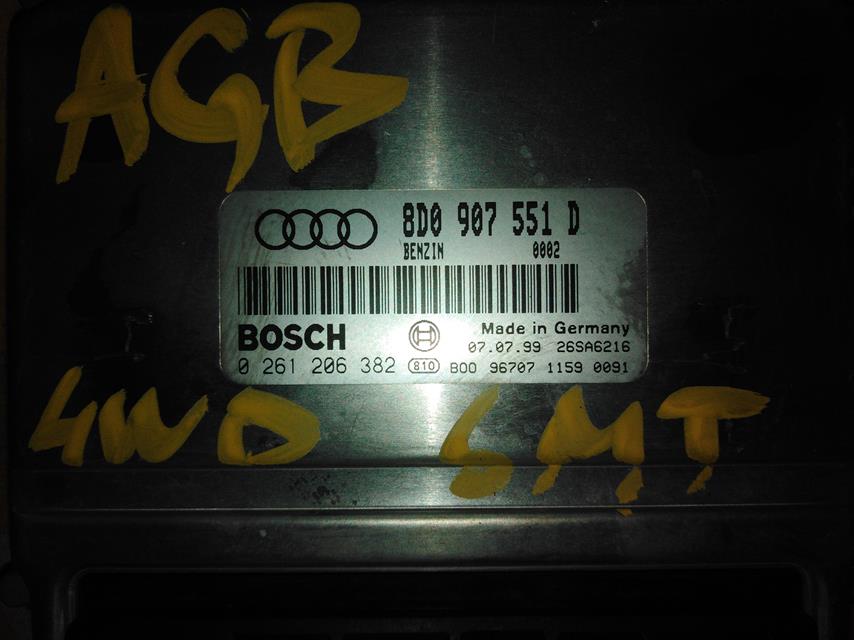 AGB
8D0 907 551 D
BENZIN 0002
BOSCH Made in Germany
07.07.99 26SA6216
0 261 206 382 810 B00 96707 1159 0091
4WD 6MT